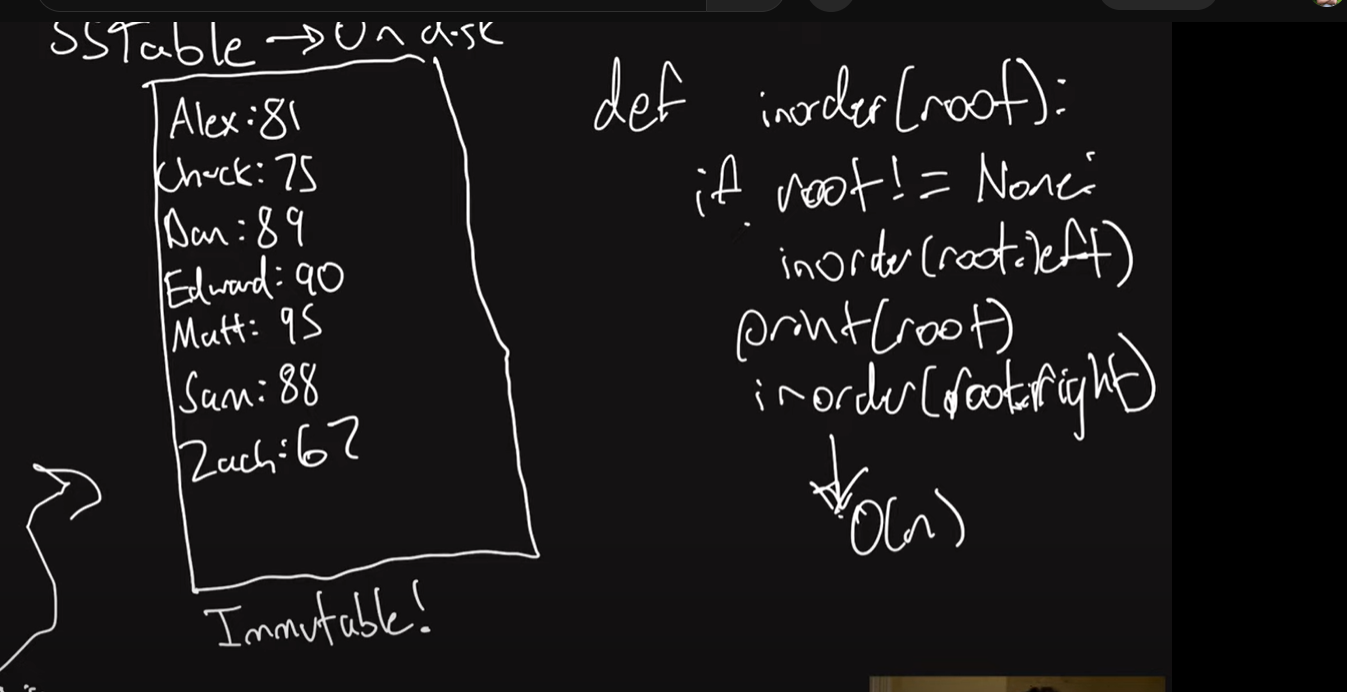 SSTable → On disk
Alex: 81
Chuck: 75
Dan: 89
Edward: 90
Matt: 95
Sam: 88
Zach: 67
Immutable!
def inorder(root):
if root != None:
inorder(root.left)
print(root)
inorder(root.right)
↓
O(n)